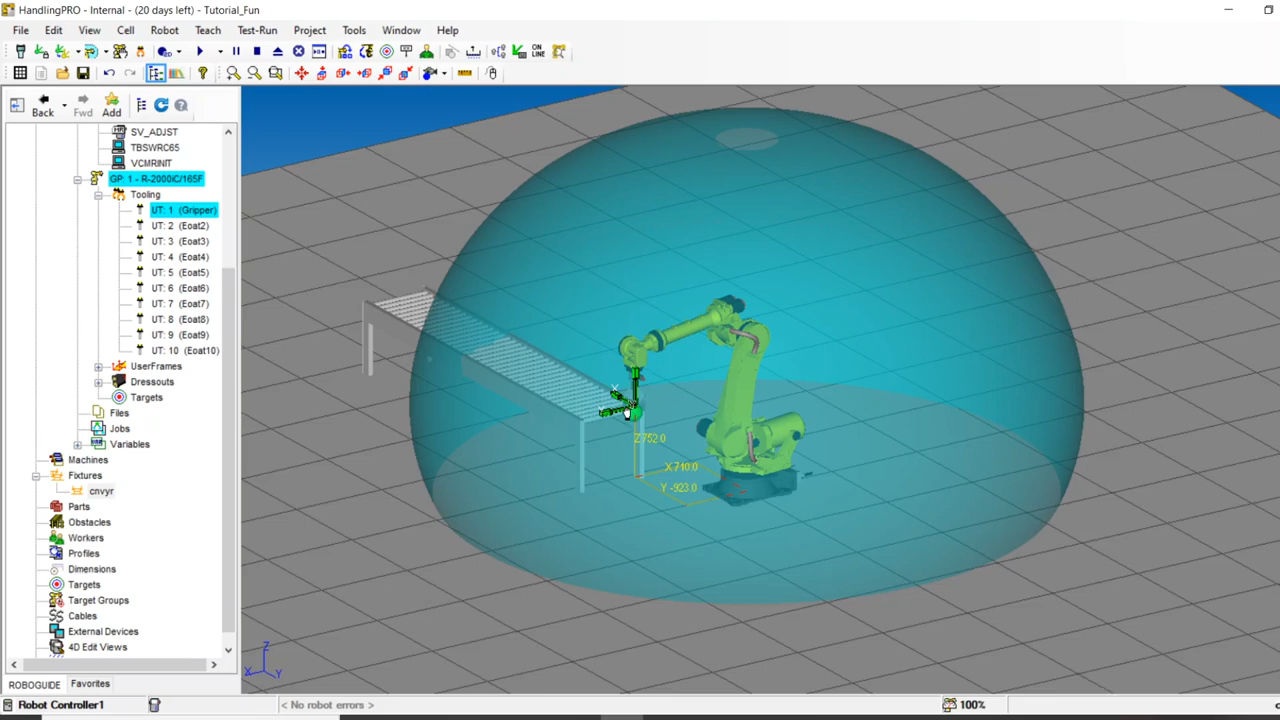 HandlingPRO - Internal - (20 days left) - Tutorial_Fun
File Edit View Cell Robot Teach Test-Run Project Tools Window Help
ON
LINE
Back Fwd Add
SV_ADJST
TBSWRC65
VCMRINIT
GP: 1 - R-2000iC/165F
Tooling
UT: 1 (Gripper)
UT: 2 (Eoat2)
UT: 3 (Eoat3)
UT: 4 (Eoat4)
UT: 5 (Eoat5)
UT: 6 (Eoat6)
UT: 7 (Eoat7)
UT: 8 (Eoat8)
UT: 9 (Eoat9)
UT: 10 (Eoat10)
UserFrames
Dressouts
Targets
Files
Jobs
Variables
Machines
Fixtures
cnvyr
Parts
Obstacles
Workers
Profiles
Dimensions
Targets
Target Groups
Cables
External Devices
4D Edit Views
X
Z 752.0
X 710.0
Y -923.0
Z
X Y
ROBOGUIDE Favorites
Robot Controller1 < No robot errors > 100%